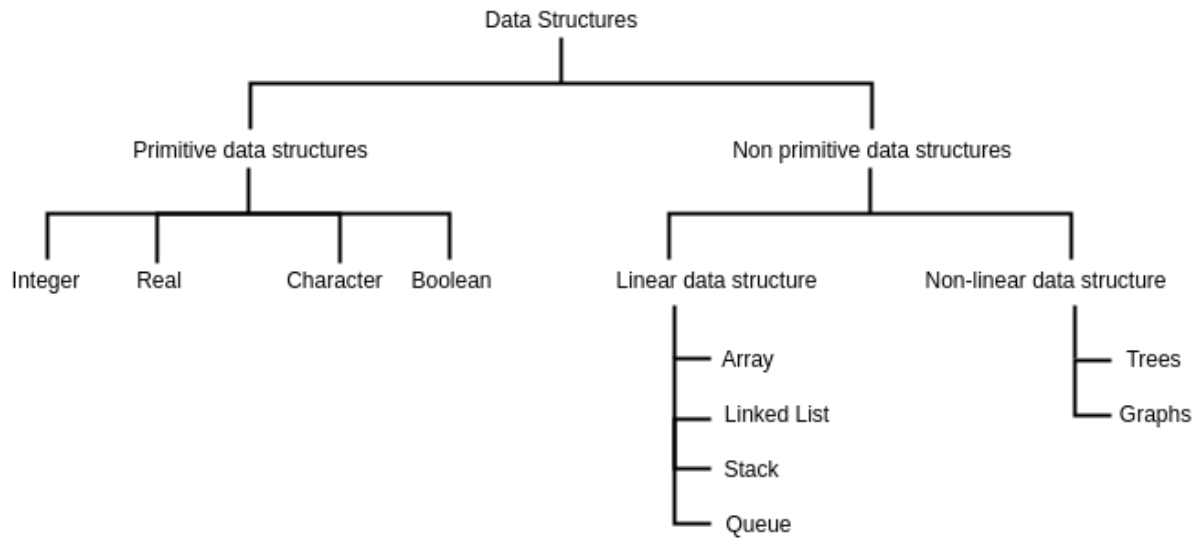 Data Structures
Primitive data structures
Non primitive data structures
Integer
Real
Character
Boolean
Linear data structure
Non-linear data structure
Array
Trees
Linked List
Graphs
Stack
Queue